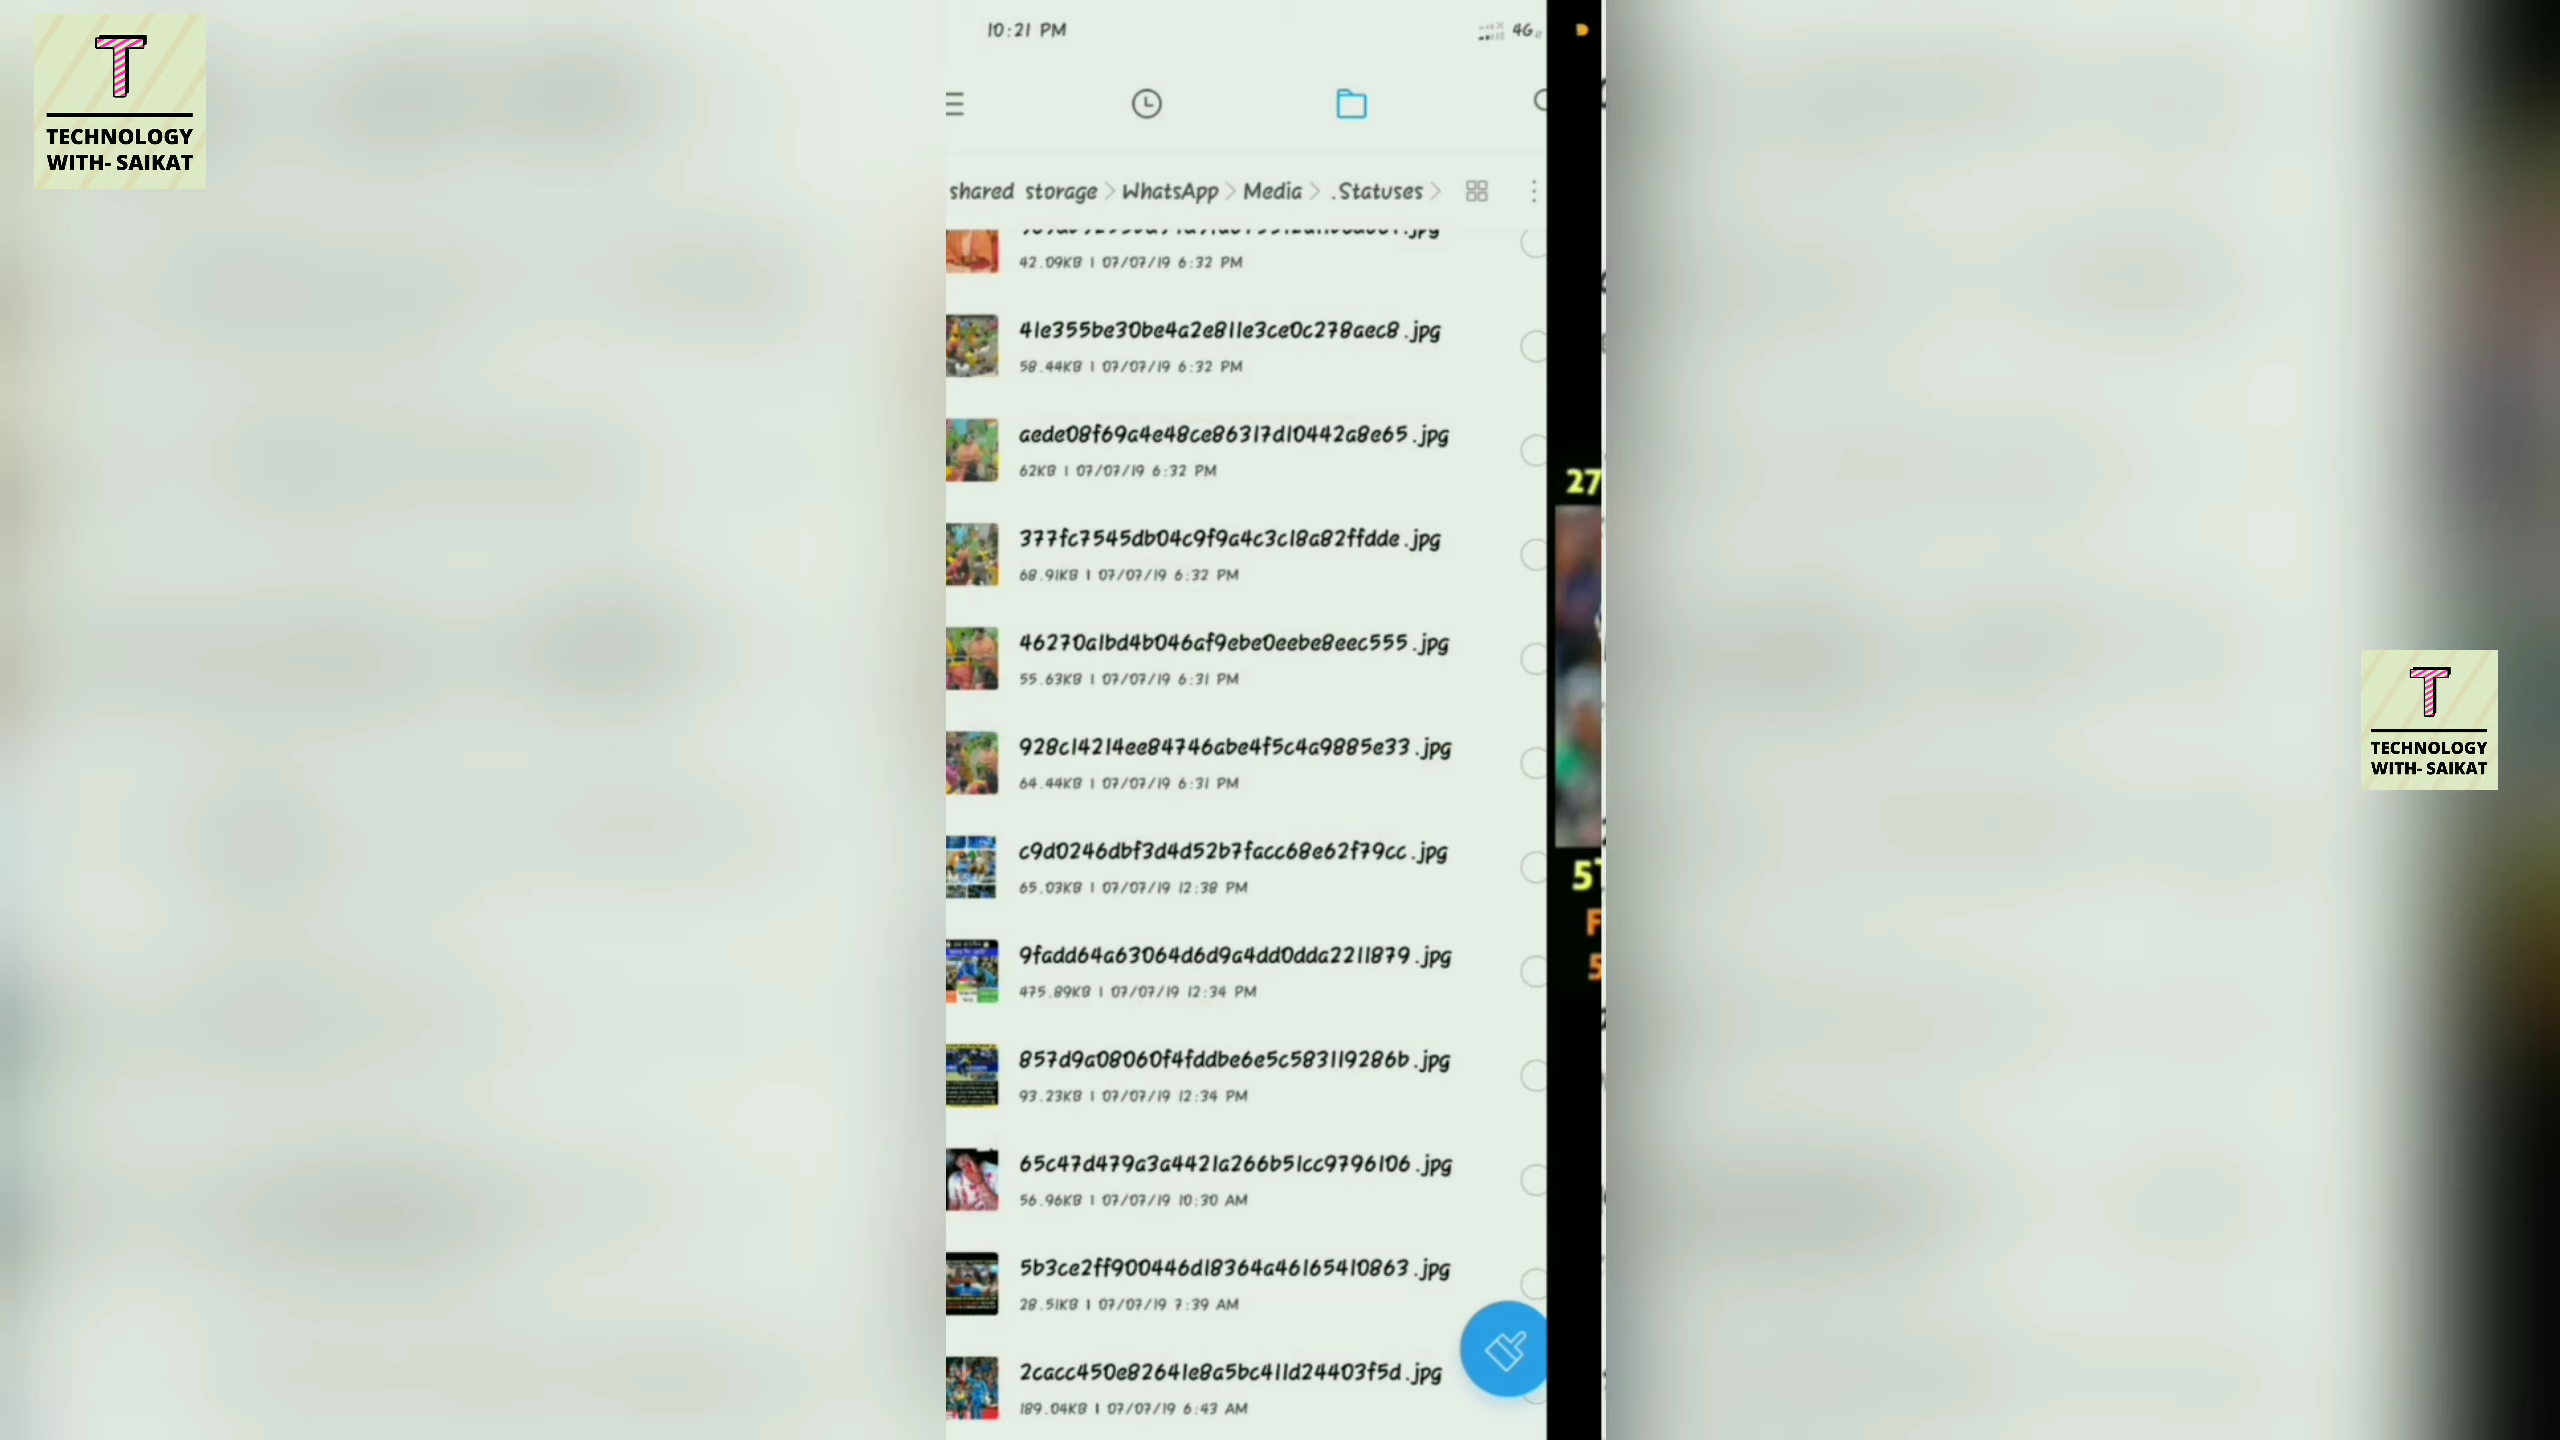 T
TECHNOLOGY
WITH- SAIKAT
10:21 PM
4G
shared storage > WhatsApp > Media > .Statuses >
42.09KB | 07/07/19 6:32 PM
41e355be30be4a2e811e3ce0c278aec8.jpg
58.44KB | 07/07/19 6:32 PM
aede08f69a4e48ce86317d10442a8e65.jpg
62KB | 07/07/19 6:32 PM
377fc7545db04c9f9a4c3c18a82ffdde.jpg
68.91KB | 07/07/19 6:32 PM
46270a1bd4b046af9ebe0eebe8eec555.jpg
55.63KB | 07/07/19 6:31 PM
928c14214ee84746abe4f5c4a9885e33.jpg
64.44KB | 07/07/19 6:31 PM
c9d0246dbf3d4d52b7facc68e62f79cc.jpg
65.03KB | 07/07/19 12:38 PM
9fadd64a63064d6d9a4dd0dda2211879.jpg
475.89KB | 07/07/19 12:34 PM
857d9a08060f4fddbe6e5c583119286b.jpg
93.23KB | 07/07/19 12:34 PM
65c47d479a3a4421a266b51cc9796106.jpg
56.96KB | 07/07/19 10:30 AM
5b3ce2ff900446d18364a46165410863.jpg
28.51KB | 07/07/19 7:39 AM
2cacc450e82641e8a5bc411d24403f5d.jpg
189.04KB | 07/07/19 6:43 AM
27
5
F
5
T
TECHNOLOGY
WITH- SAIKAT